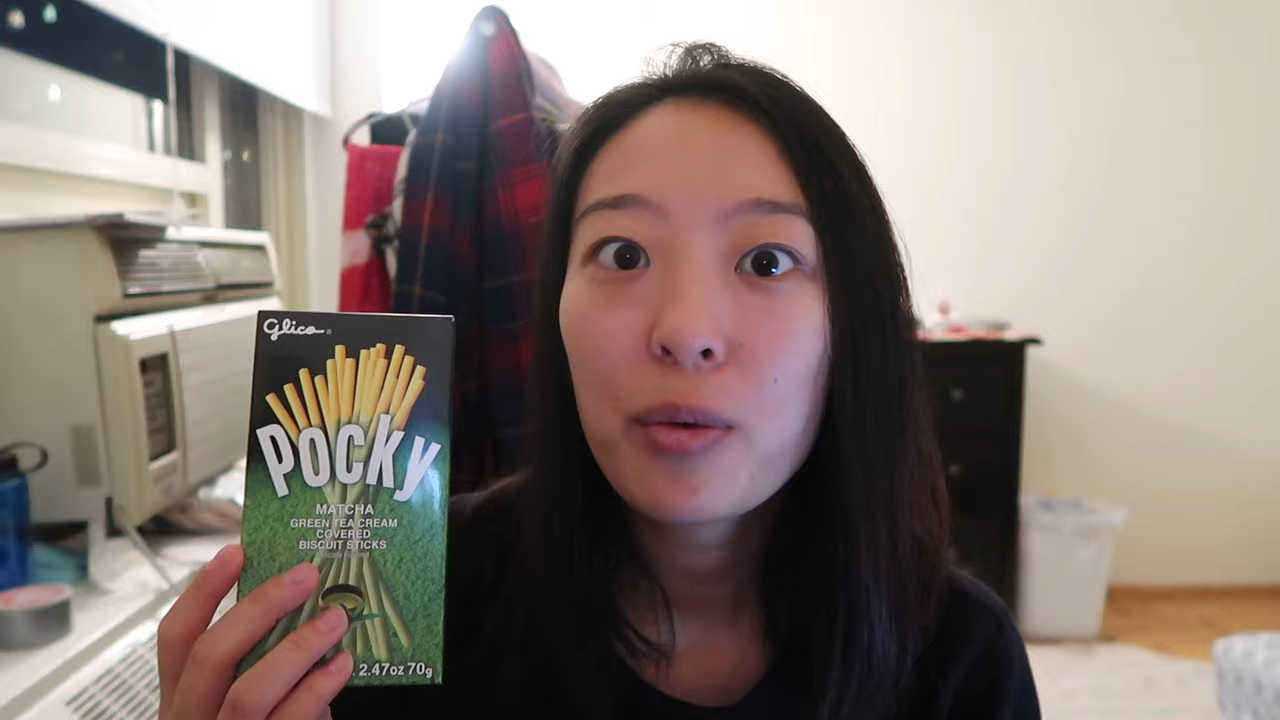 Glico
Pocky
MATCHA
GREEN TEA CREAM
COVERED
BISCUIT STICKS
2.47oz 70g